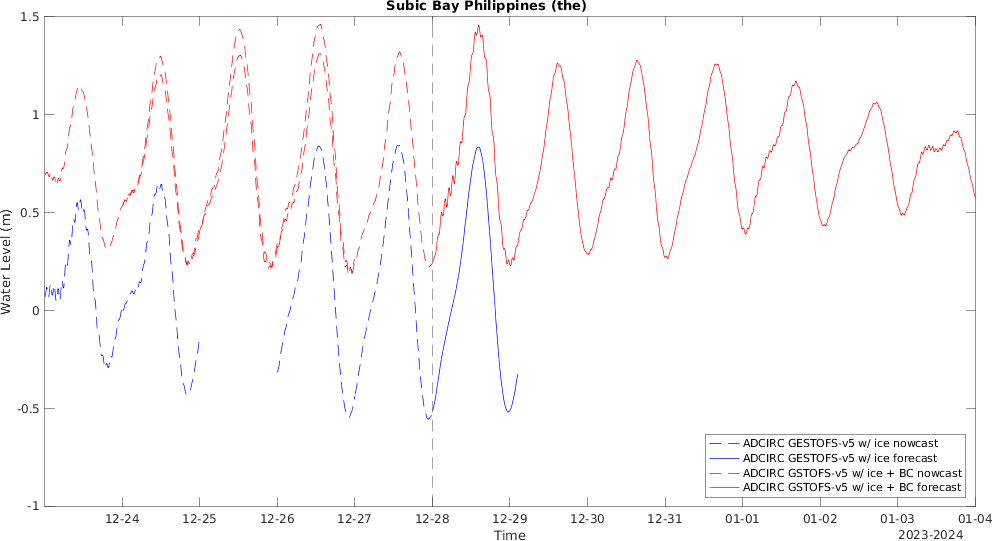 Subic Bay Philippines (the)
1.5
1
0.5
0
-0.5
-1
Water Level (m)
12-24 12-25 12-26 12-27 12-28 12-29 12-30 12-31 01-01 01-02 01-03 01-04
Time
2023-2024
ADCIRC GESTOFS-v5 w/ ice nowcast
ADCIRC GESTOFS-v5 w/ ice forecast
ADCIRC GSTOFS-v5 w/ ice + BC nowcast
ADCIRC GSTOFS-v5 w/ ice + BC forecast